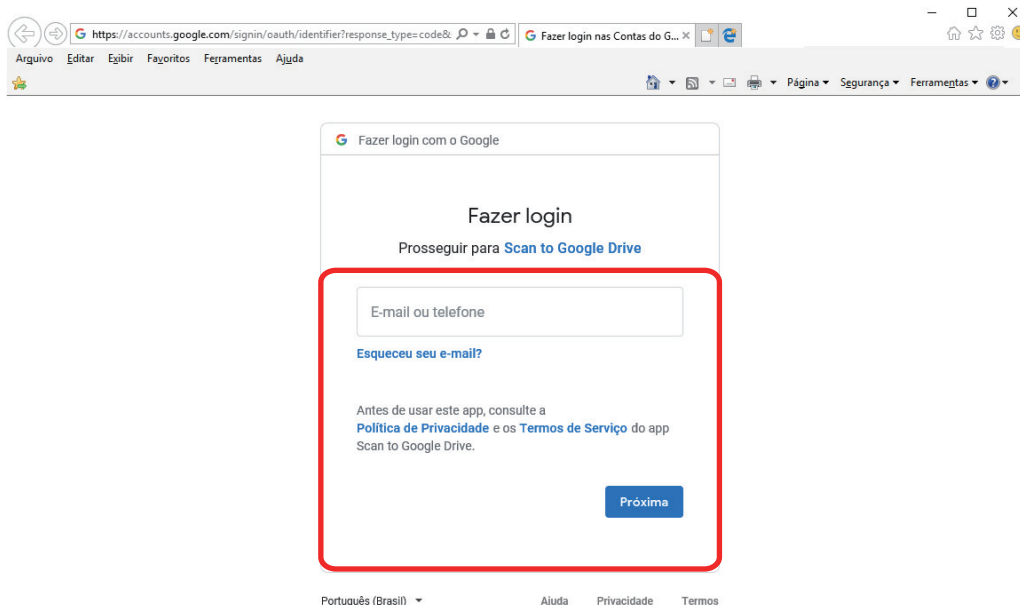 https://accounts.google.com/signin/oauth/identifier?response_type=code&
Fazer login nas Contas do G...
Arquivo Editar Exibir Favoritos Ferramentas Ajuda
Página Segurança Ferramentas
Fazer login com o Google
Fazer login
Prosseguir para Scan to Google Drive
E-mail ou telefone
Esqueceu seu e-mail?
Antes de usar este app, consulte a
Política de Privacidade e os Termos de Serviço do app
Scan to Google Drive.
Próxima
Português (Brasil) Ajuda Privacidade Termos